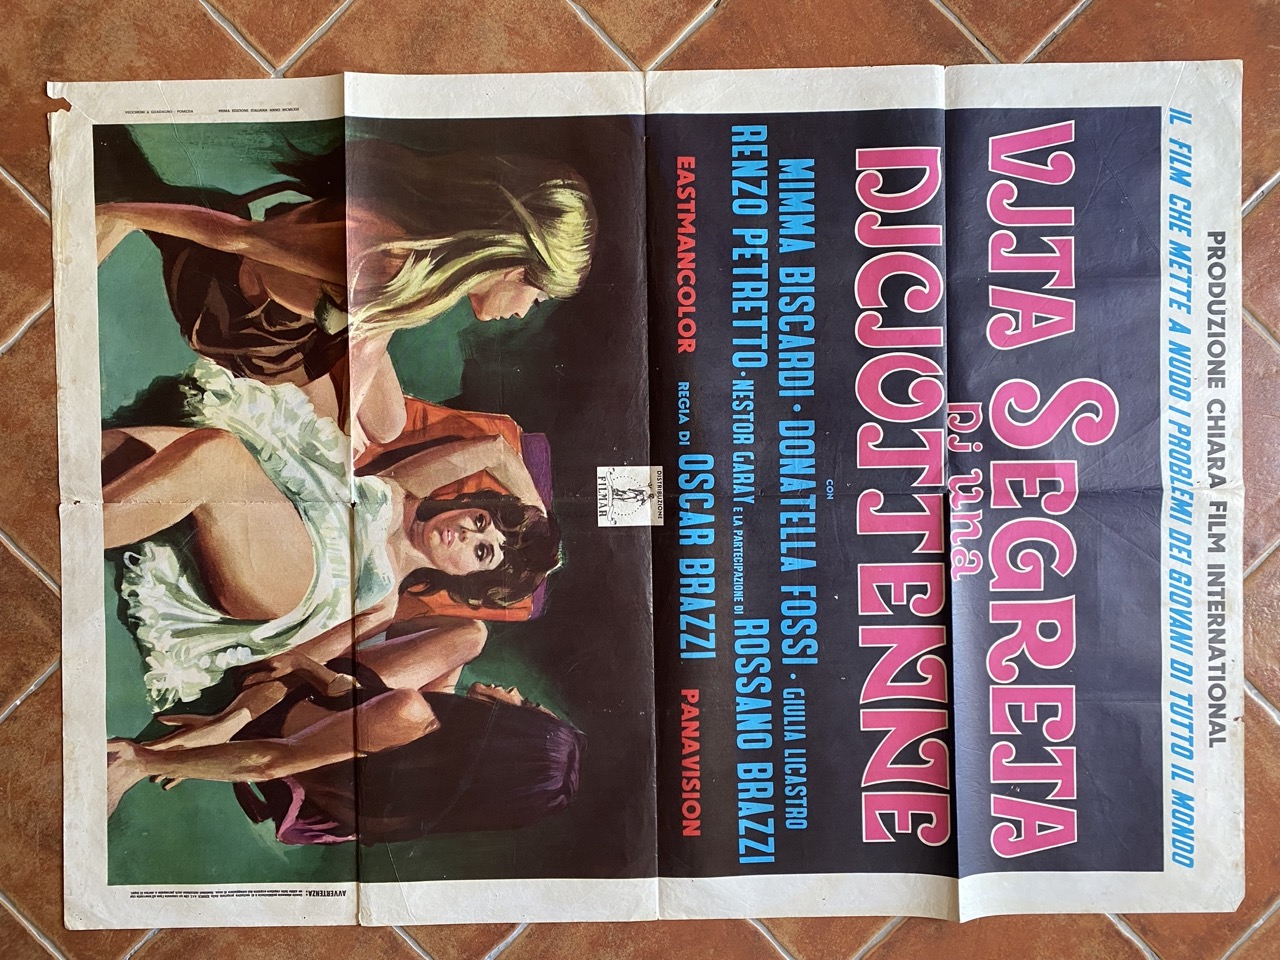 PRODUZIONE CHIARA FILM INTERNATIONAL
IL FILM CHE METTE A NUDO I PROBLEMI DEI GIOVANI DI TUTTO IL MONDO
VITA SEGRETA
Di una
DICIOTTENNE
CON
MIMMA BISCARDI • DONATELLA FOSSI • GIULIA LICASTRO
RENZO PETRETTO • NESTOR GARAY E LA PARTECIPAZIONE DI ROSSANO BRAZZI
EASTMANCOLOR REGIA DI OSCAR BRAZZI PANAVISION
DISTRIBUZIONE
FILMAR
AVVERTENZA: